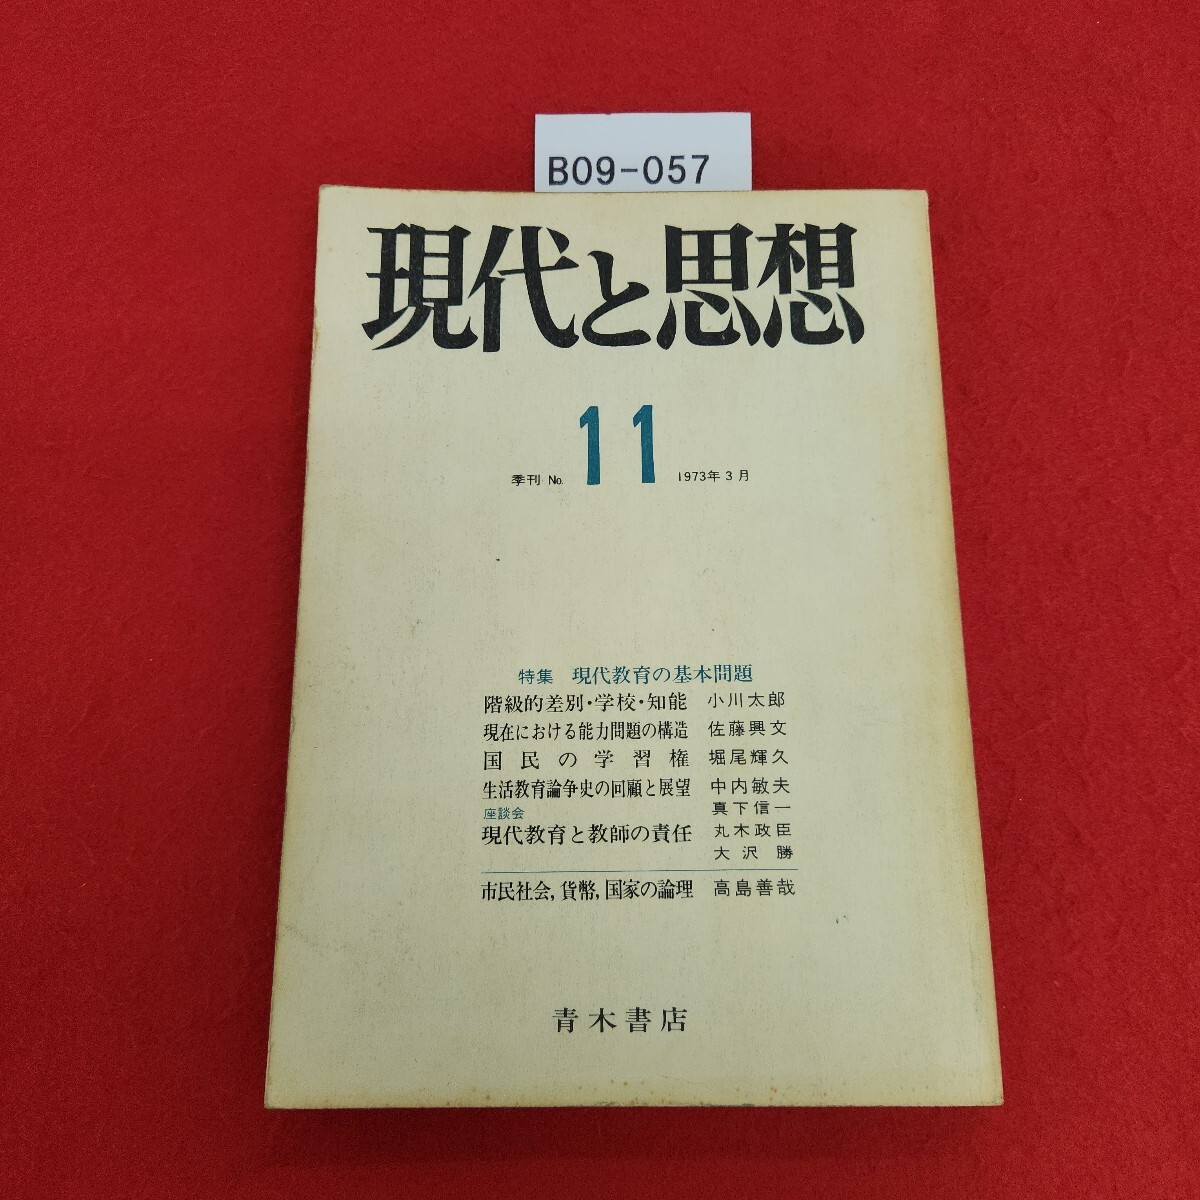 B09-057
現代と思想
季刊 No. 11 1973年3月
特集 現代教育の基本問題
階級的差別・学校・知能 小川太郎
現在における能力問題の構造 佐藤興文
国民の学習権 堀尾輝久
生活教育論争史の回顧と展望 中内敏夫
座談会 真下信一
現代教育と教師の責任 丸木政臣
大沢勝
市民社会,貨幣,国家の論理 高島善哉
青木書店